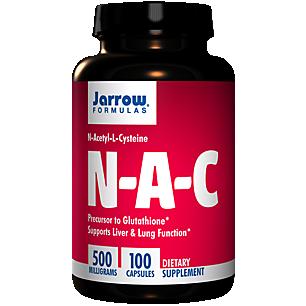 Jarrow
FORMULAS
N-Acetyl-L-Cysteine
N-A-C
Precursor to Glutathione*
Supports Liver & Lung Function*
500 100 DIETARY
MILLIGRAMS CAPSULES SUPPLEMENT